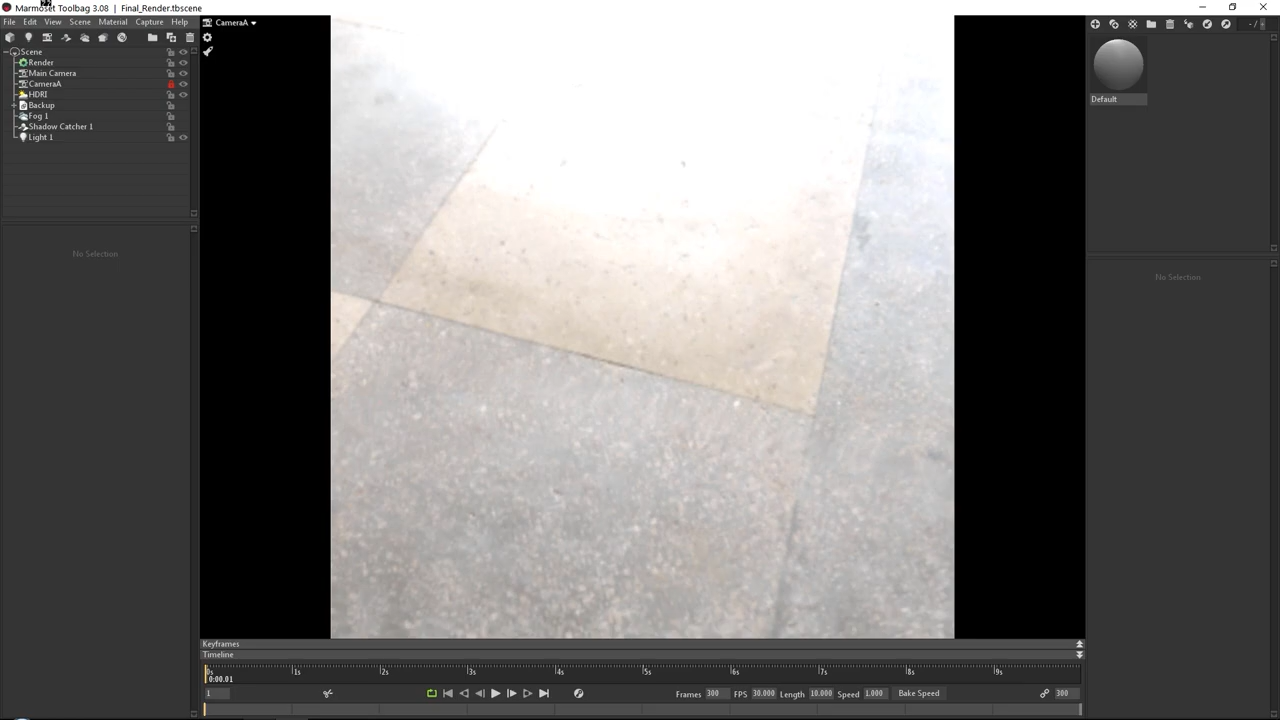 Marmoset Toolbag 3.08 | Final_Render.tbscene
File Edit View Scene Material Capture Help
CameraA
Scene
Render
Main Camera
CameraA
HDRI
Backup
Fog 1
Shadow Catcher 1
Light 1
No Selection
Default
No Selection
Keyframes
Timeline
1s 2s 3s 4s 5s 6s 7s 8s 9s
0:00.01
1
Frames 300 FPS 30.000 Length 10.000 Speed 1.000 Bake Speed 300